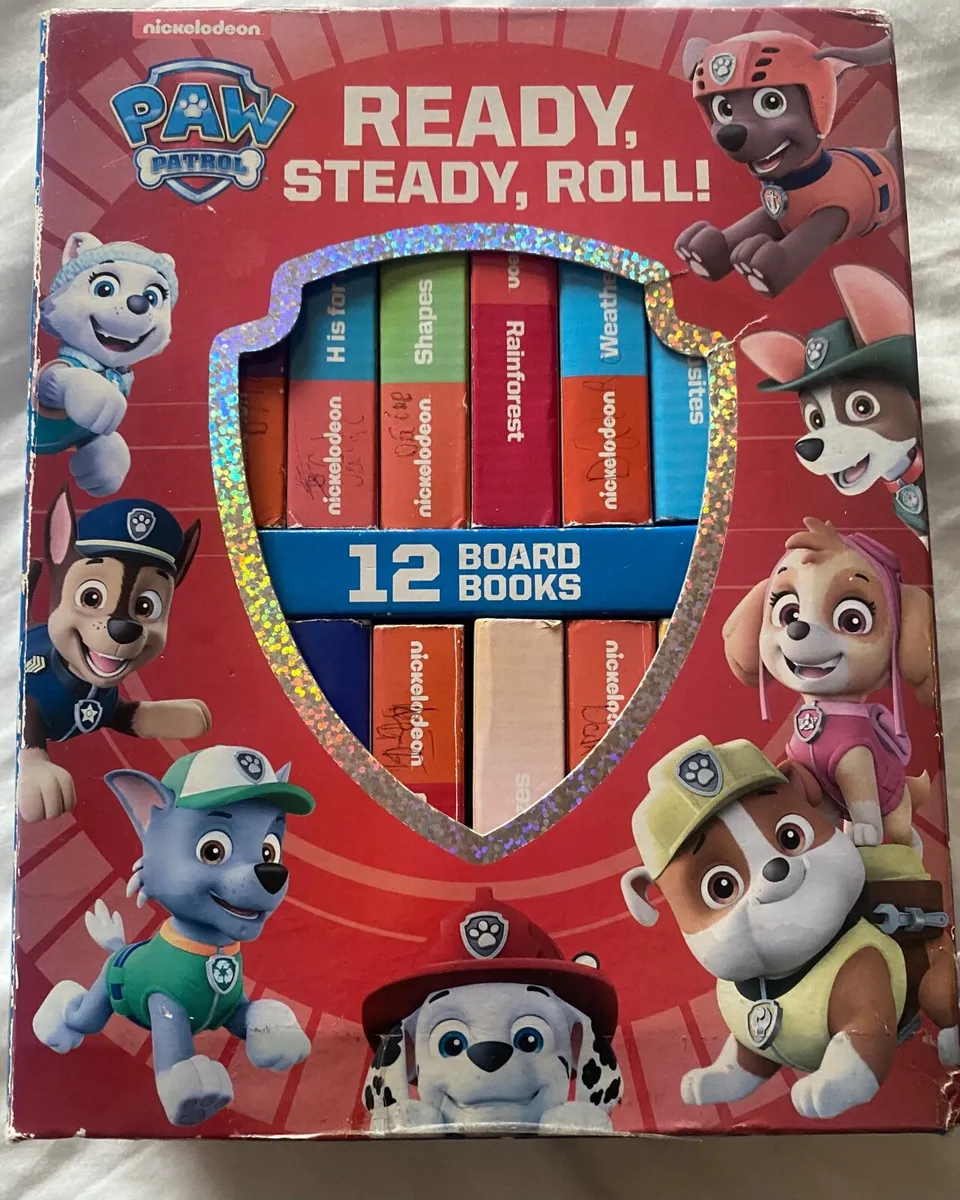 nickelodeon
PAW
PATROL
READY,
STEADY, ROLL!
H is for
nickelodeon
Shapes
nickelodeon
Rainforest
Weath
nickelodeon
sites
12 BOARD
BOOKS
nickelodeon